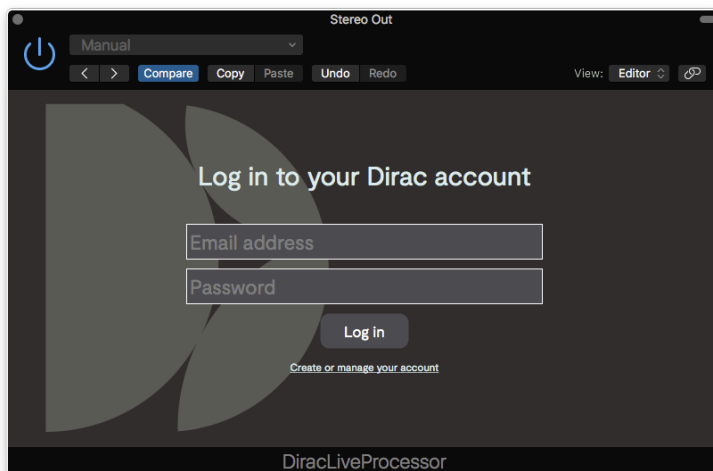 Stereo Out
Manual
Compare Copy Paste Undo Redo View: Editor
Log in to your Dirac account
Email address
Password
Log in
Create or manage your account
DiracLiveProcessor